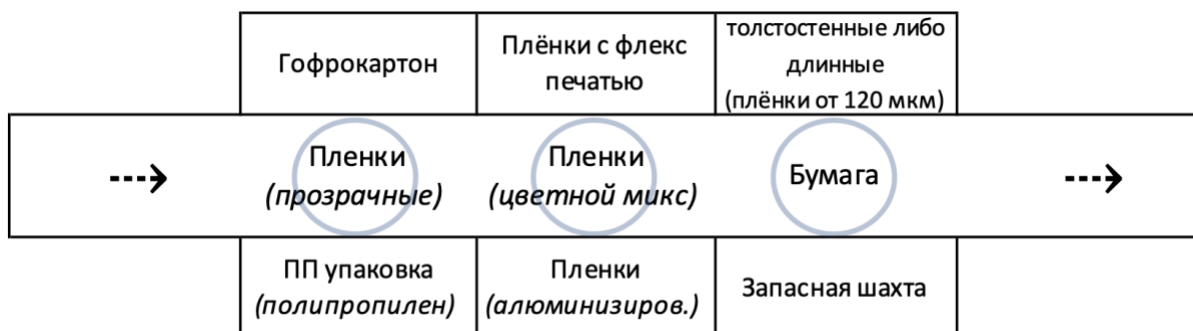 Гофрокартон
Плёнки с флекс
печатью
толстостенные либо
длинные
(плёнки от 120 мкм)
Пленки
(прозрачные)
Пленки
(цветной микс)
Бумага
ПП упаковка
(полипропилен)
Пленки
(алюминизиров.)
Запасная шахта